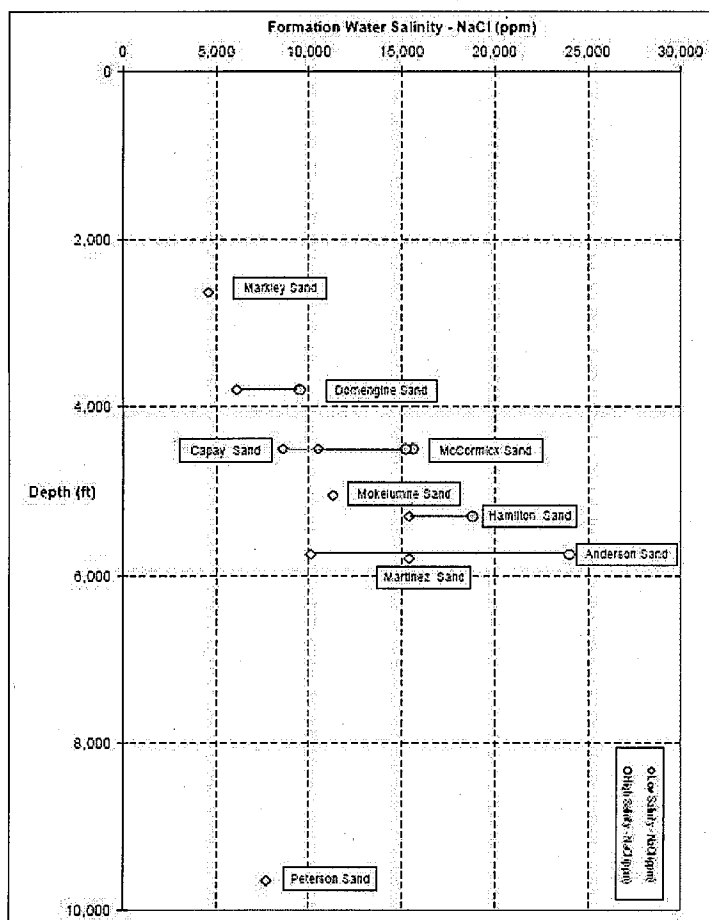 Formation Water Salinity - NaCl (ppm)
0 5,000 10,000 15,000 20,000 25,000 30,000
0
2,000
Markley Sand
Domengine Sand
4,000
Capay Sand
McCormick Sand
Depth (ft)
Mokelumne Sand
Hamilton Sand
Anderson Sand
6,000
Martinez Sand
8,000
Low Salinity - NaCl (ppm)
High Salinity - NaCl (ppm)
Peterson Sand
10,000